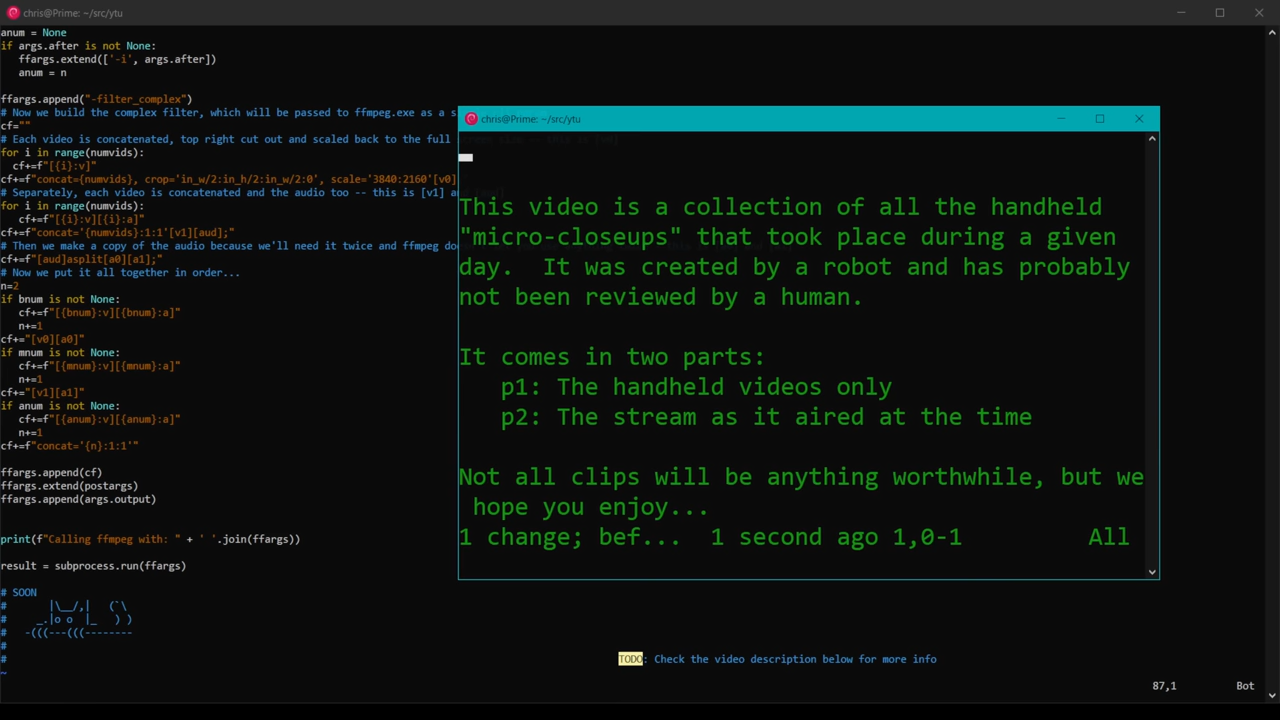 chris@Prime: ~/src/ytu
anum = None
if args.after is not None:
   ffargs.extend(['-i', args.after])
   anum = n
ffargs.append("-filter_complex")
# Now we build the complex filter, which will be passed to ffmpeg.exe as a s
cf=""
# Each video is concatenated, top right cut out and scaled back to the full
for i in range(numvids):
  cf+=f"[{i}:v]"
cf+=f"concat={numvids}, crop='in_w/2:in_h/2:in_w/2:0', scale='3840:2160'[v0]
# Separately, each video is concatenated and the audio too -- this is [v1] a
for i in range(numvids):
   cf+=f"[{i}:v][{i}:a]"
cf+=f"concat='{numvids}:1:1'[v1][aud];"
# Then we make a copy of the audio because we'll need it twice and ffmpeg do
cf+=f"[aud]asplit[a0][a1];"
# Now we put it all together in order...
n=2
if bnum is not None:
   cf+=f"[{bnum}:v][{bnum}:a]"
   n+=1
cf+="[v0][a0]"
if mnum is not None:
   cf+=f"[{mnum}:v][{mnum}:a]"
   n+=1
cf+="[v1][a1]"
if anum is not None:
   cf+=f"[{anum}:v][{anum}:a]"
   n+=1
cf+=f"concat='{n}:1:1'"
ffargs.append(cf)
ffargs.extend(postargs)
ffargs.append(args.output)
print(f"Calling ffmpeg with: " + ' '.join(ffargs))
result = subprocess.run(ffargs)
# SOON
#       |\__/,|   (`\
#    _.|o o  |_   ) )
#   -(((---(((--------
#
#
~
TODO: Check the video description below for more info
87,1 Bot
chris@Prime: ~/src/ytu
This video is a collection of all the handheld
"micro-closeups" that took place during a given
day.  It was created by a robot and has probably
not been reviewed by a human.
It comes in two parts:
   p1: The handheld videos only
   p2: The stream as it aired at the time
Not all clips will be anything worthwhile, but we
 hope you enjoy...
1 change; bef...  1 second ago 1,0-1 All